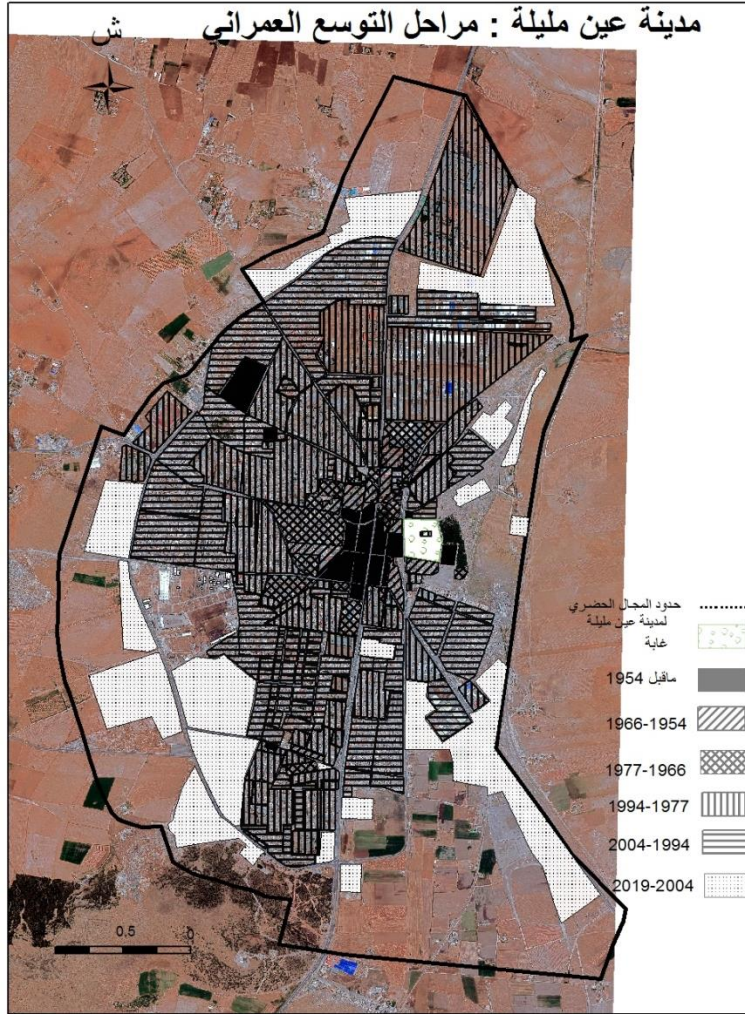 مدينة عين مليلة : مراحل التوسع العمراني
ش
حدود المجال الحضري
لمدينة عين مليلة
غابة
ماقبل 1954
1966-1954
1977-1966
1994-1977
2004-1994
2019-2004
0.5 0